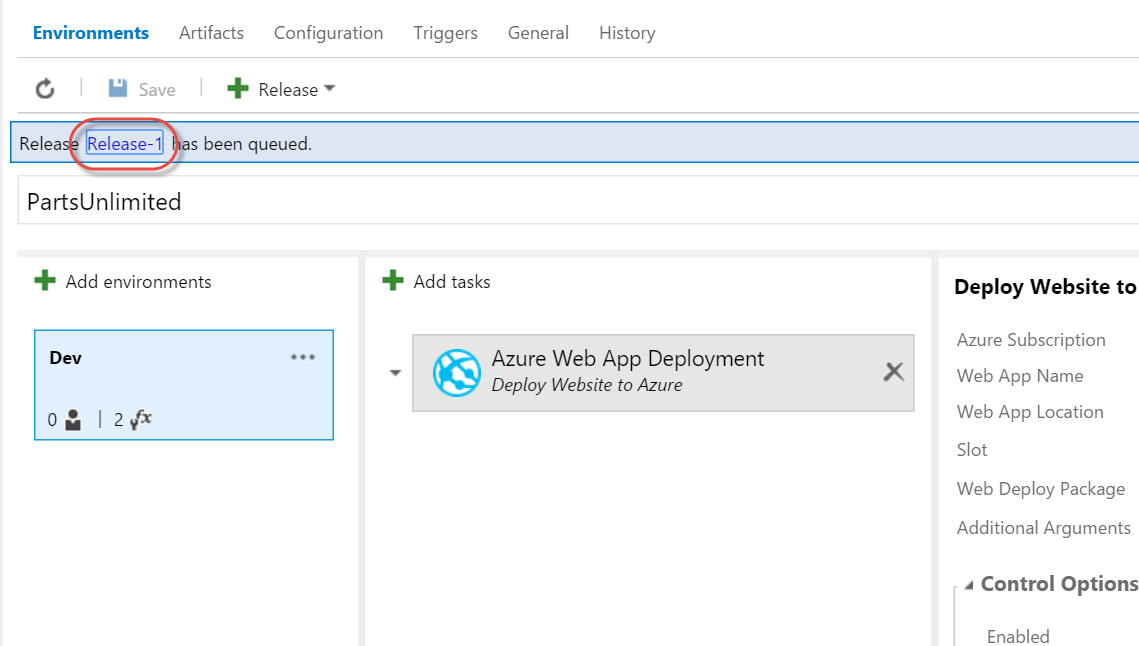 Environments Artifacts Configuration Triggers General History
Save Release
Release Release-1 has been queued.
PartsUnlimited
Add environments
Dev
0 | 2 fx
Add tasks
Azure Web App Deployment
Deploy Website to Azure
Deploy Website to
Azure Subscription
Web App Name
Web App Location
Slot
Web Deploy Package
Additional Arguments
Control Options
Enabled